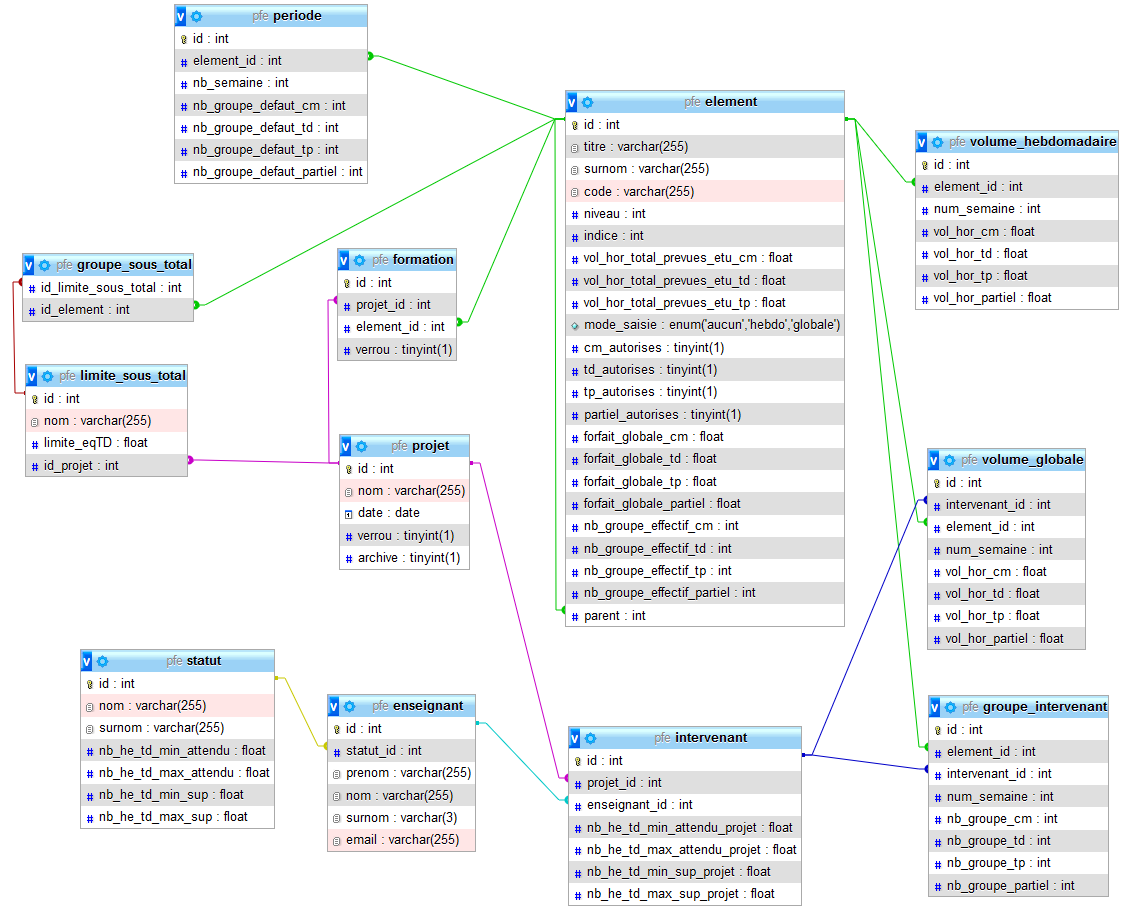 pfe periode
id : int
element_id : int
nb_semaine : int
nb_groupe_defaut_cm : int
nb_groupe_defaut_td : int
nb_groupe_defaut_tp : int
nb_groupe_defaut_partiel : int
pfe element
id : int
titre : varchar(255)
surnom : varchar(255)
code : varchar(255)
niveau : int
indice : int
vol_hor_total_prevues_etu_cm : float
vol_hor_total_prevues_etu_td : float
vol_hor_total_prevues_etu_tp : float
mode_saisie : enum('aucun','hebdo','globale')
cm_autorises : tinyint(1)
td_autorises : tinyint(1)
tp_autorises : tinyint(1)
partiel_autorises : tinyint(1)
forfait_globale_cm : float
forfait_globale_td : float
forfait_globale_tp : float
forfait_globale_partiel : float
nb_groupe_effectif_cm : int
nb_groupe_effectif_td : int
nb_groupe_effectif_tp : int
nb_groupe_effectif_partiel : int
parent : int
pfe volume_hebdomadaire
id : int
element_id : int
num_semaine : int
vol_hor_cm : float
vol_hor_td : float
vol_hor_tp : float
vol_hor_partiel : float
pfe groupe_sous_total
id_limite_sous_total : int
id_element : int
pfe formation
id : int
projet_id : int
element_id : int
verrou : tinyint(1)
pfe limite_sous_total
id : int
nom : varchar(255)
limite_eqTD : float
id_projet : int
pfe projet
id : int
nom : varchar(255)
date : date
verrou : tinyint(1)
archive : tinyint(1)
pfe volume_globale
id : int
intervenant_id : int
element_id : int
num_semaine : int
vol_hor_cm : float
vol_hor_td : float
vol_hor_tp : float
vol_hor_partiel : float
pfe statut
id : int
nom : varchar(255)
surnom : varchar(255)
nb_he_td_min_attendu : float
nb_he_td_max_attendu : float
nb_he_td_min_sup : float
nb_he_td_max_sup : float
pfe enseignant
id : int
statut_id : int
prenom : varchar(255)
nom : varchar(255)
surnom : varchar(3)
email : varchar(255)
pfe intervenant
id : int
projet_id : int
enseignant_id : int
nb_he_td_min_attendu_projet : float
nb_he_td_max_attendu_projet : float
nb_he_td_min_sup_projet : float
nb_he_td_max_sup_projet : float
pfe groupe_intervenant
id : int
element_id : int
intervenant_id : int
num_semaine : int
nb_groupe_cm : int
nb_groupe_td : int
nb_groupe_tp : int
nb_groupe_partiel : int